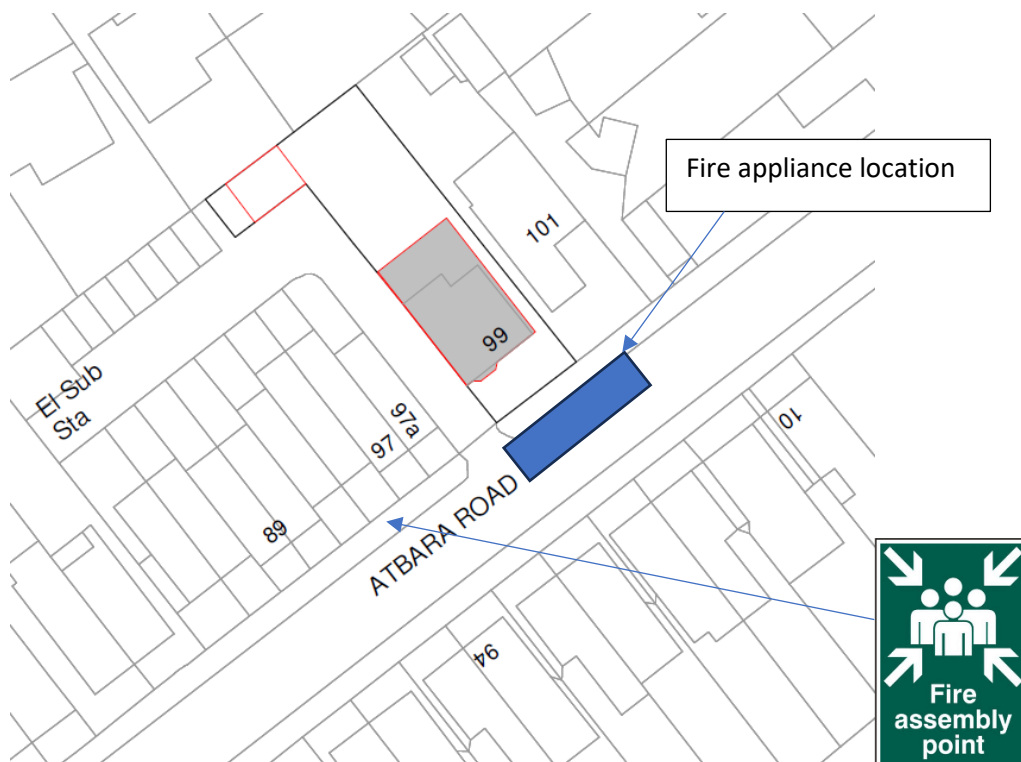 Fire appliance location
101
99
El Sub
Sta
97a
97
89
10
ATBARA ROAD
94
Fire
assembly
point